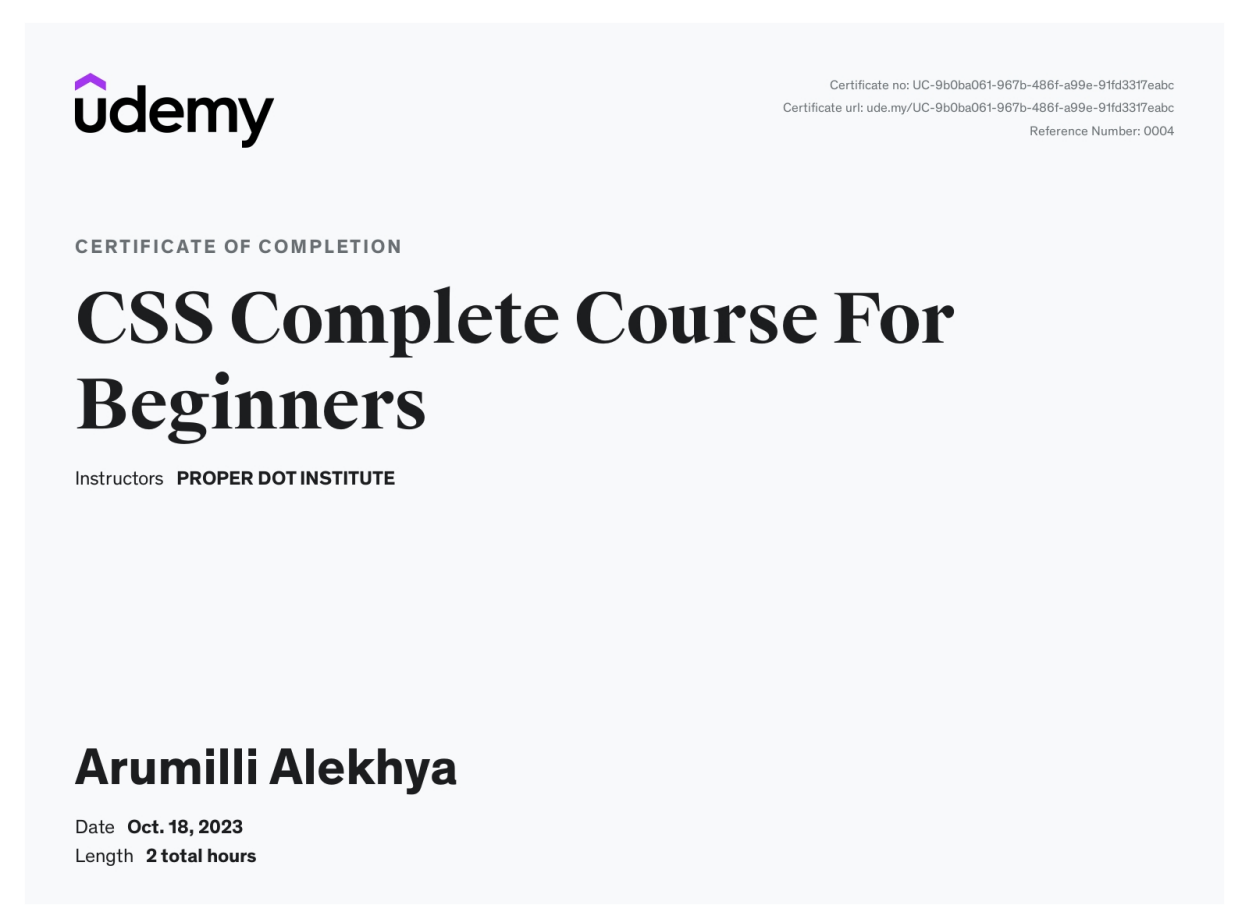 udemy
Certificate no: UC-9b0ba061-967b-486f-a99e-91fd3317eabc
Certificate url: ude.my/UC-9b0ba061-967b-486f-a99e-91fd3317eabc
Reference Number: 0004
CERTIFICATE OF COMPLETION
CSS Complete Course For
Beginners
Instructors PROPER DOT INSTITUTE
Arumilli Alekhya
Date Oct. 18, 2023
Length 2 total hours